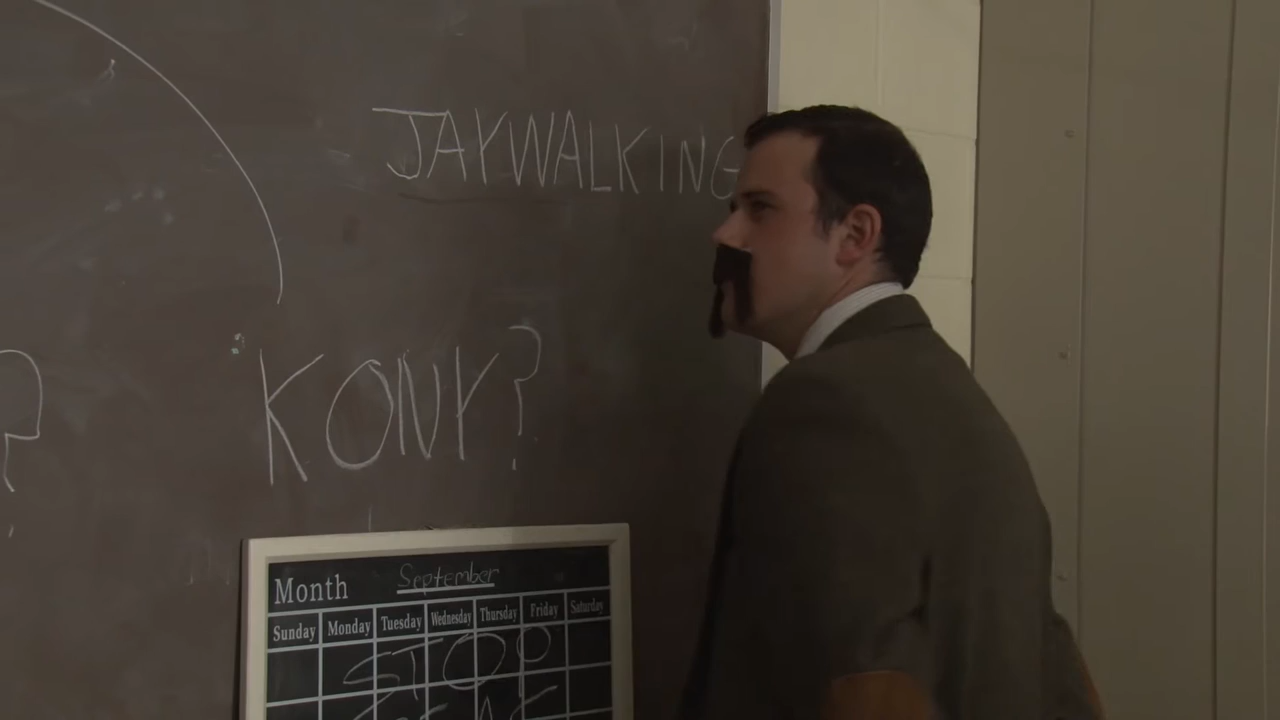 JAYWALKING
?
KONY?
Month September
Sunday Monday Tuesday Wednesday Thursday Friday Saturday
STOP